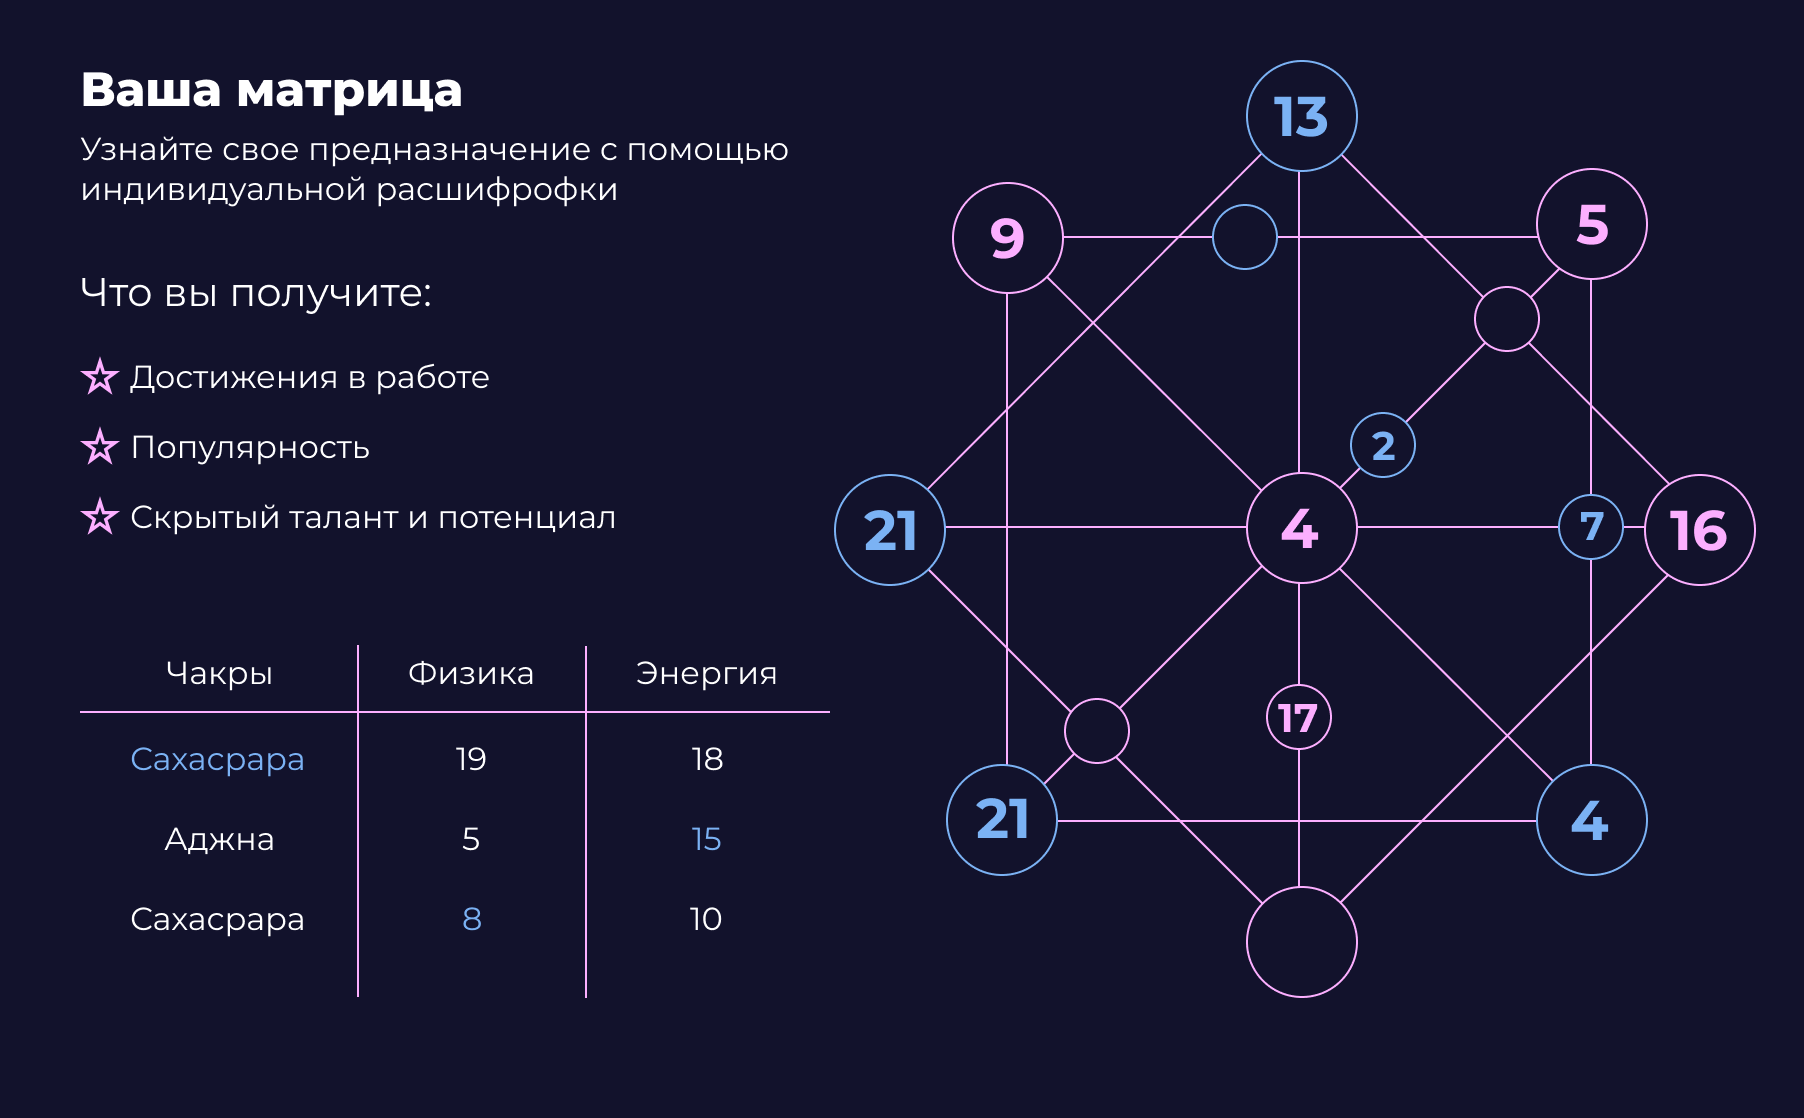 Ваша матрица
Узнайте свое предназначение с помощью
индивидуальной расшифрофки
Что вы получите:
Достижения в работе
Популярность
Скрытый талант и потенциал
Чакры Физика Энергия
Сахасрара 19 18
Аджна 5 15
Сахасрара 8 10
13
9
5
2
21
4
7
16
17
21
4